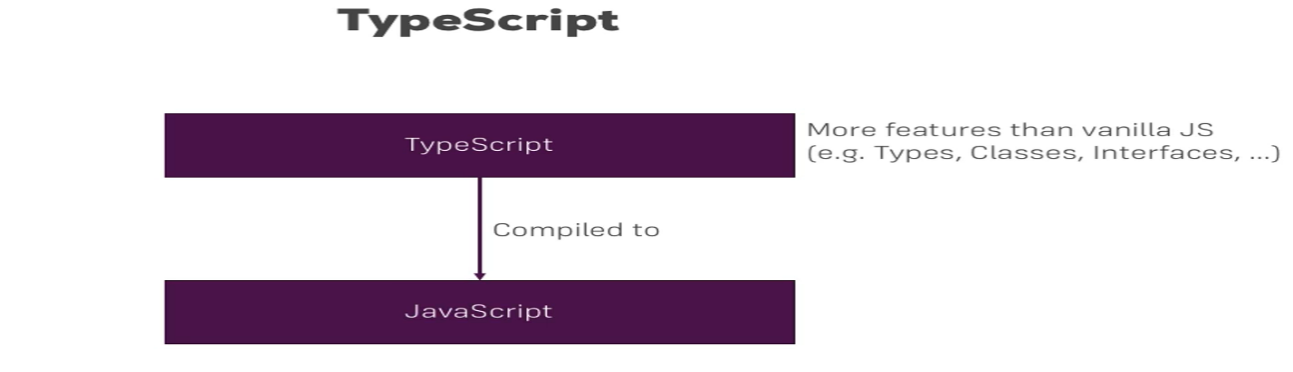 TypeScript
TypeScript
More features than vanilla JS
(e.g. Types, Classes, Interfaces, ...)
Compiled to
JavaScript